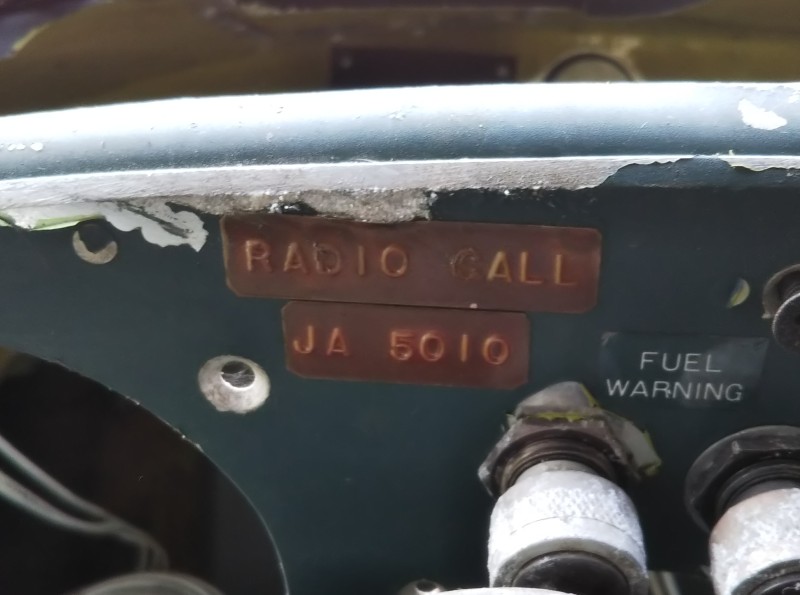 RADIO CALL
JA 5010
FUEL
WARNING